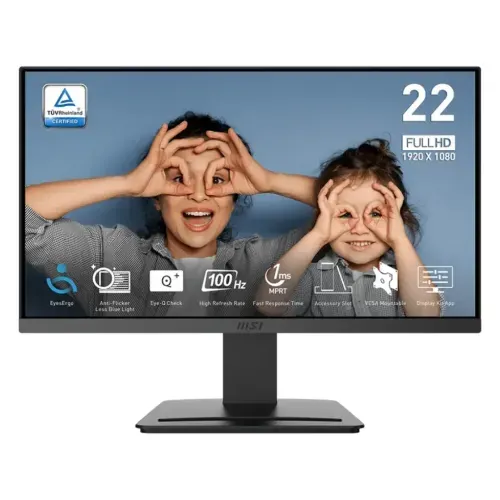 TÜVRheinland
CERTIFIED
22
FULL HD
1920 X 1080
EyesErgo
Anti-Flicker
Less Blue Light
Eye-Q Check
100Hz
High Refresh Rate
1ms
MPRT
Fast Response Time
Accessory Slot
VESA Mountable
Display Kit App
msi